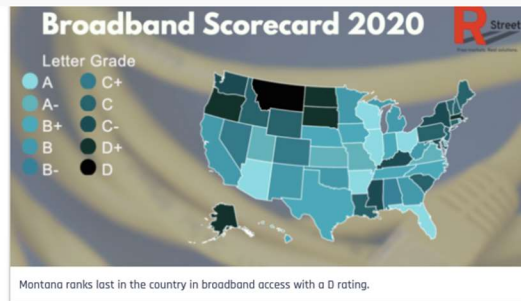 Broadband Scorecard 2020
R Street
Letter Grade
A
A-
B+
B
B-
C+
C
C-
D+
D
Montana ranks last in the country in broadband access with a D rating.